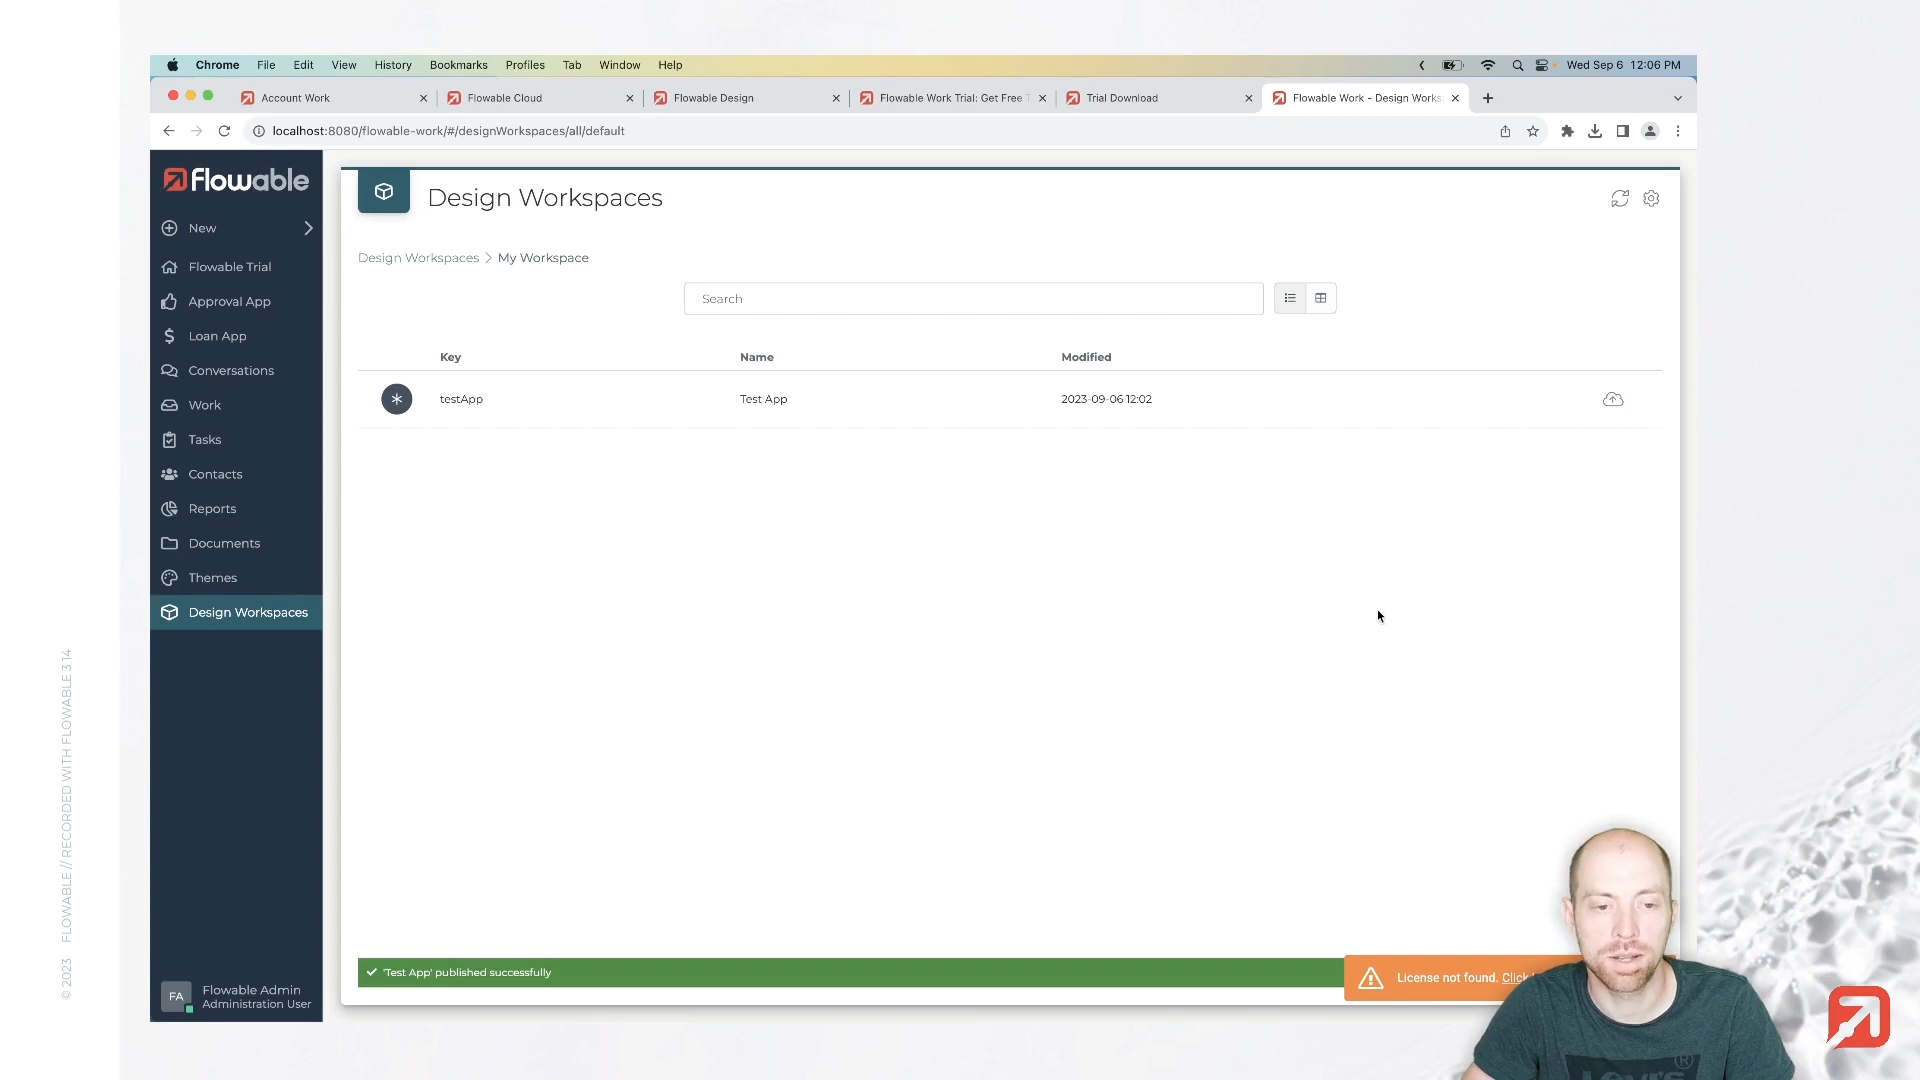 Chrome File Edit View History Bookmarks Profiles Tab Window Help Wed Sep 6 12:06 PM
Account Work Flowable Cloud Flowable Design Flowable Work Trial: Get Free Trial Download Flowable Work - Design Works
localhost:8080/flowable-work/#/designWorkspaces/all/default
Flowable
New
Flowable Trial
Approval App
Loan App
Conversations
Work
Tasks
Contacts
Reports
Documents
Themes
Design Workspaces
FA
Flowable Admin
Administration User
Design Workspaces
Design Workspaces > My Workspace
Search
Key Name Modified
testApp Test App 2023-09-06 12:02
'Test App' published successfully
License not found. Click
© 2023 FLOWABLE // RECORDED WITH FLOWABLE 3.14